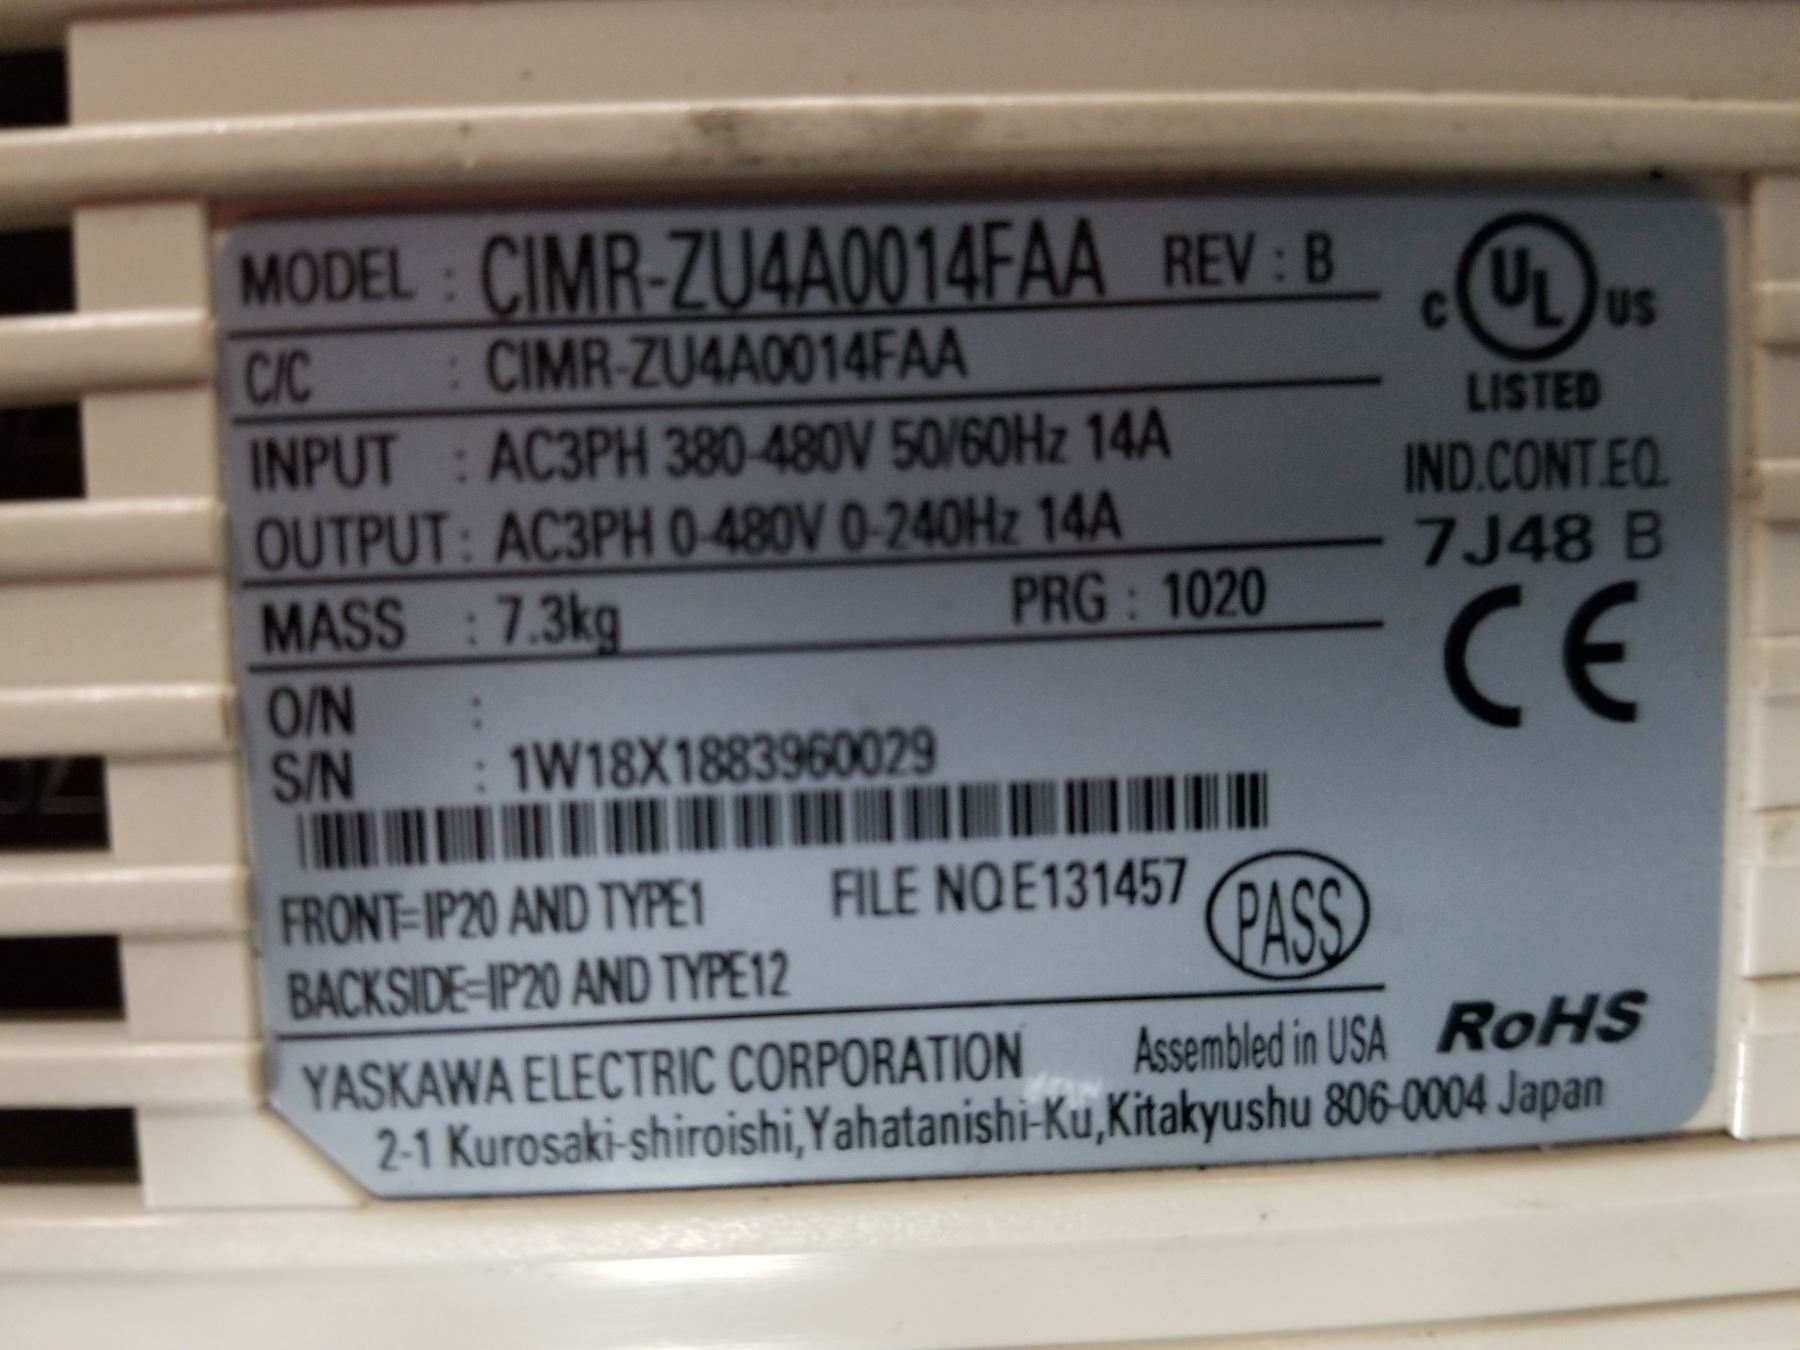 MODEL : CIMR-ZU4A0014FAA REV : B
C/C : CIMR-ZU4A0014FAA
INPUT : AC3PH 380-480V 50/60Hz 14A
OUTPUT : AC3PH 0-480V 0-240Hz 14A
MASS : 7.3kg PRG : 1020
O/N :
S/N : 1W18X1883960029
FRONT=IP20 AND TYPE1 FILE NO.E131457
BACKSIDE=IP20 AND TYPE12
PASS
C UL US
LISTED
IND.CONT.EQ.
7J48 B
CE
RoHS
YASKAWA ELECTRIC CORPORATION Assembled in USA
2-1 Kurosaki-shiroishi,Yahatanishi-Ku,Kitakyushu 806-0004 Japan